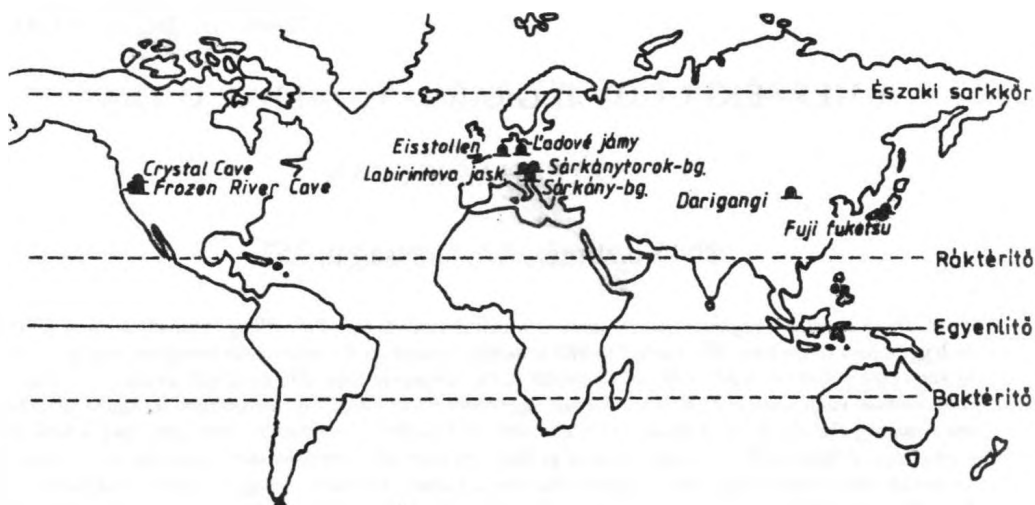 Északi sarkkör
Eisstollen
Ľadové jámy
Crystal Cave
Frozen River Cave
Labirintova jask.
Sárkánytorok-bg.
Sárkány-bg.
Darigangi
Fuji fuketsu
Ráktérítő
Egyenlítő
Baktérítő